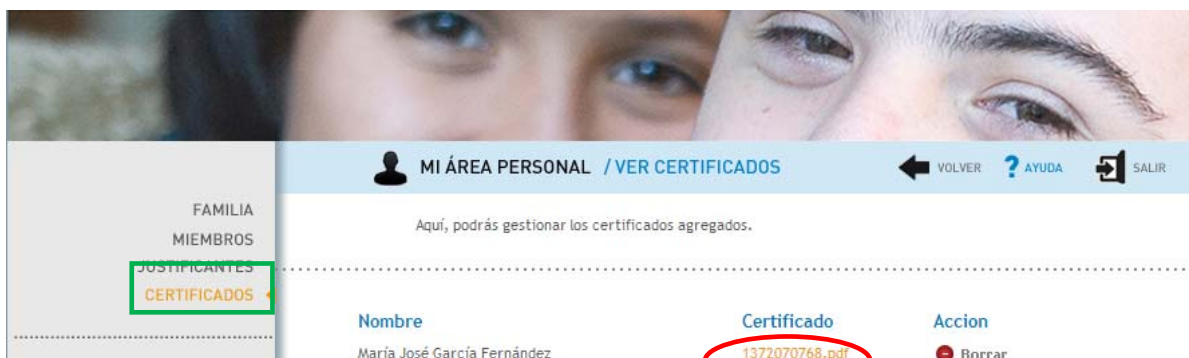 MI ÁREA PERSONAL / VER CERTIFICADOS VOLVER ? AYUDA SALIR
FAMILIA
MIEMBROS
JUSTIFICANTES
CERTIFICADOS
Aquí, podrás gestionar los certificados agregados.
Nombre Certificado Accion
María José García Fernández 1372070768.pdf Borrar